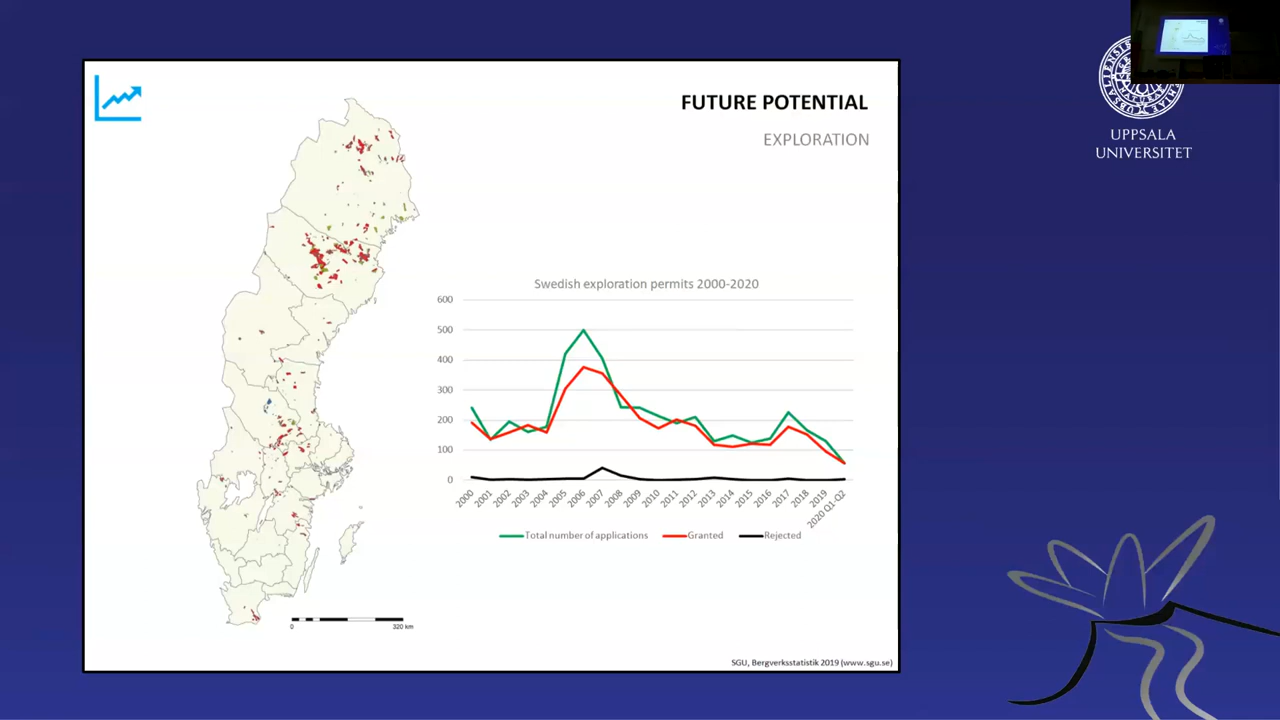 FUTURE POTENTIAL
EXPLORATION
UPPSALA
UNIVERSITET
Swedish exploration permits 2000-2020
600
500
400
300
200
100
0
2000
2001
2002
2003
2004
2005
2006
2007
2008
2009
2010
2011
2012
2013
2014
2015
2016
2017
2018
2019
2020 Q1-Q2
Total number of applications
Granted
Rejected
0
320 km
SGU, Bergverksstatistik 2019 (www.sgu.se)